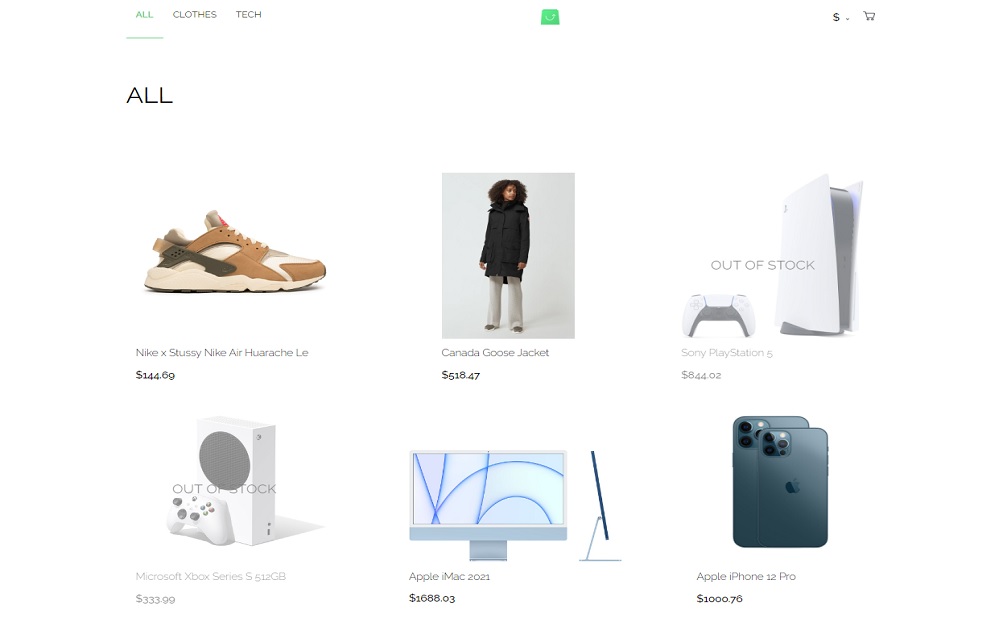 ALL CLOTHES TECH $
ALL
OUT OF STOCK
Nike x Stussy Nike Air Huarache Le Canada Goose Jacket Sony PlayStation 5
$144.69 $518.47 $844.02
OUT OF STOCK
Microsoft Xbox Series S 512GB Apple iMac 2021 Apple iPhone 12 Pro
$333.99 $1688.03 $1000.76